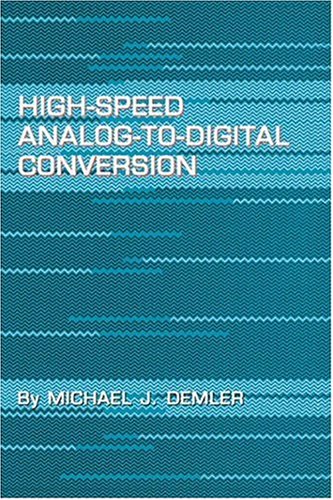 HIGH-SPEED
ANALOG-TO-DIGITAL
CONVERSION
By MICHAEL J. DEMLER